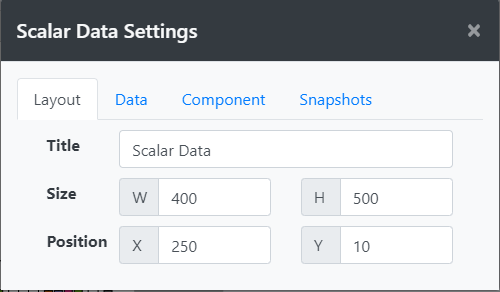 Scalar Data Settings ×
Layout Data Component Snapshots
Title Scalar Data
Size W 400 H 500
Position X 250 Y 10